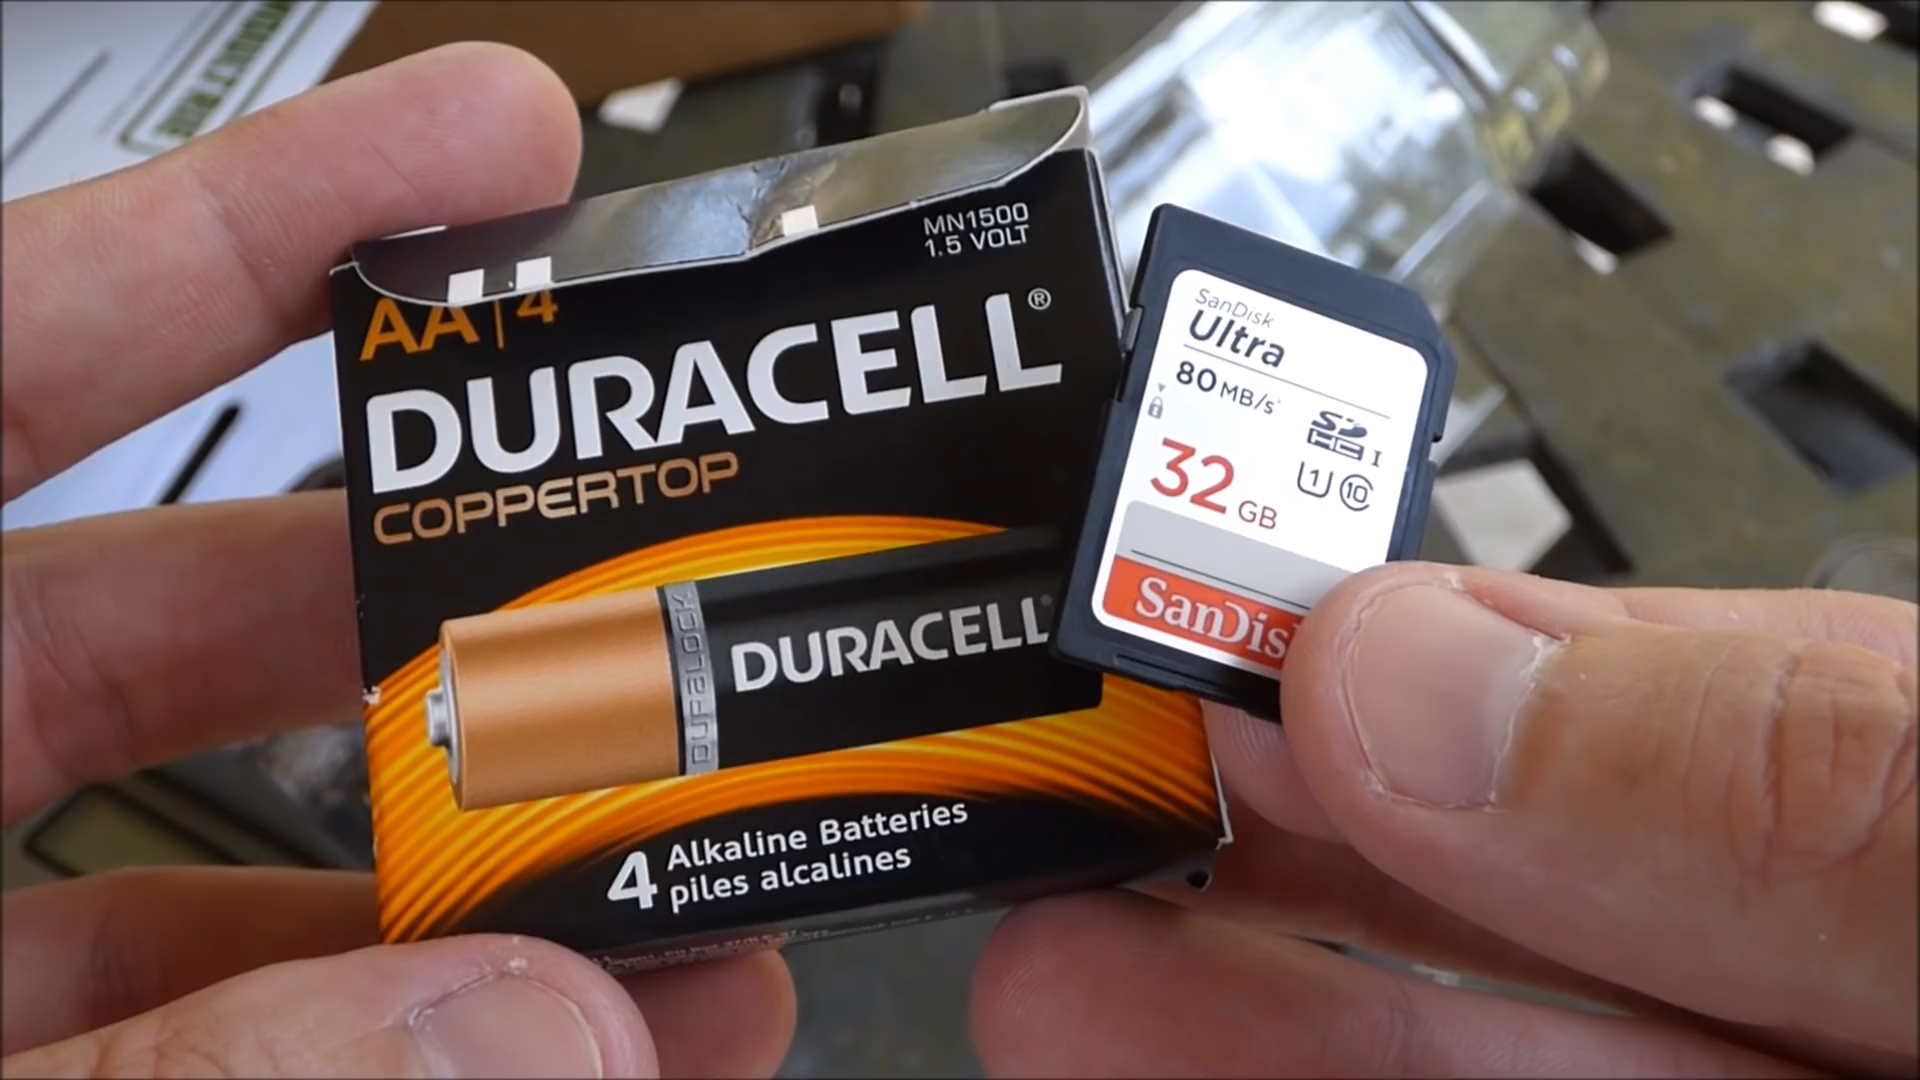 MN1500
1.5 VOLT
AA | 4
DURACELL®
COPPERTOP
DURALOCK
DURACELL
4 Alkaline Batteries
piles alcalines
SanDisk
Ultra
80 MB/s*
SDHC I
U1 10
32 GB
SanDis